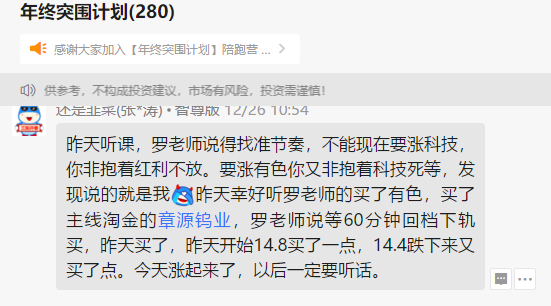 年终突围计划(280)
感谢大家加入【年终突围计划】陪跑营 ...
供参考，不构成投资建议，市场有风险，投资需谨慎！
还是韭菜(张*涛) • 智尊版 12/26 10:54
昨天听课，罗老师说得找准节奏，不能现在要涨科技，
你非抱着红利不放。要涨有色你又非抱着科技死等，发
现说的就是我昨天幸好听罗老师的买了有色，买了
主线淘金的章源钨业，罗老师说等60分钟回档下轨
买，昨天买了，昨天开始14.8买了一点，14.4跌下来又
买了点。今天涨起来了，以后一定要听话。